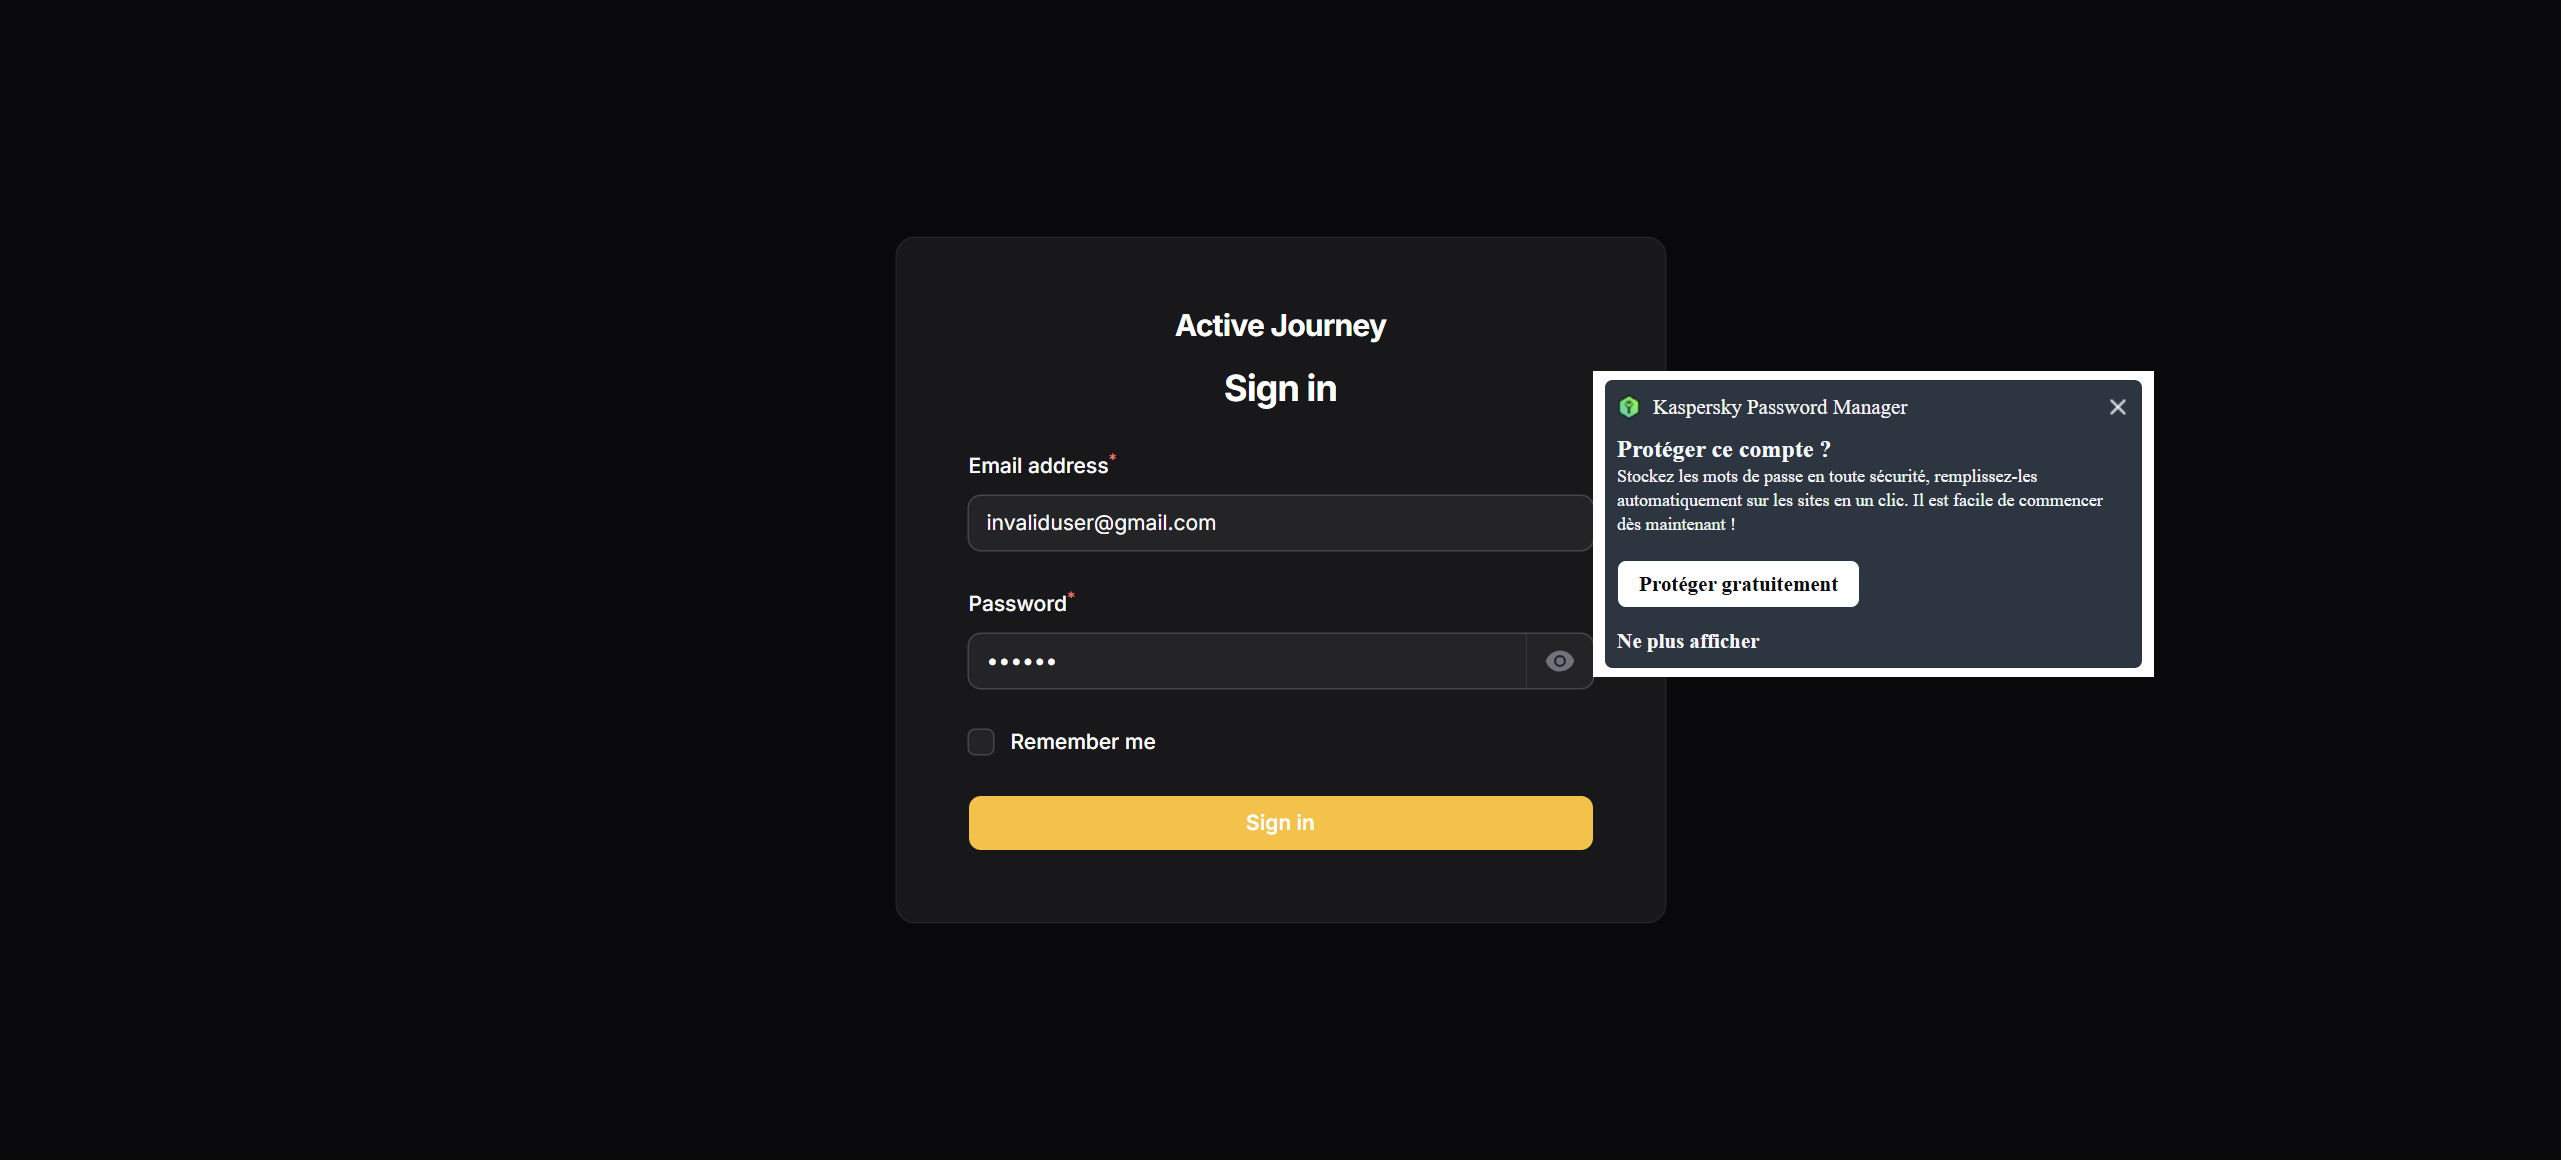 Active Journey
Sign in
Email address*
invaliduser@gmail.com
Password*
••••••
Remember me
Sign in
Kaspersky Password Manager
Protéger ce compte ?
Stockez les mots de passe en toute sécurité, remplissez-les
automatiquement sur les sites en un clic. Il est facile de commencer
dès maintenant !
Protéger gratuitement
Ne plus afficher